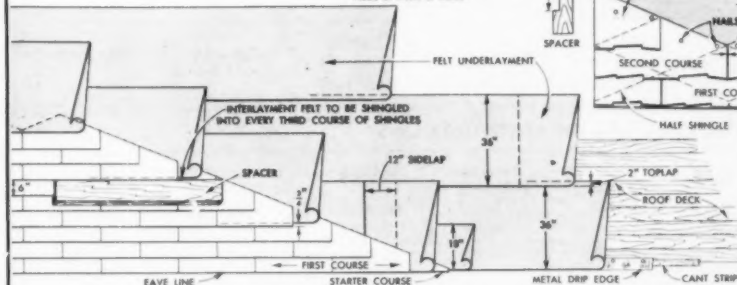 SPACER
NAILS
SECOND COURSE
FIRST CO
HALF SHINGLE
FELT UNDERLAYMENT
INTERLAYMENT FELT TO BE SHINGLED
INTO EVERY THIRD COURSE OF SHINGLES
36"
12" SIDELAP
2" TOPLAP
6"
SPACER
ROOF DECK
18"
36"
FIRST COURSE
EAVE LINE
STARTER COURSE
METAL DRIP EDGE
CANT STRIP